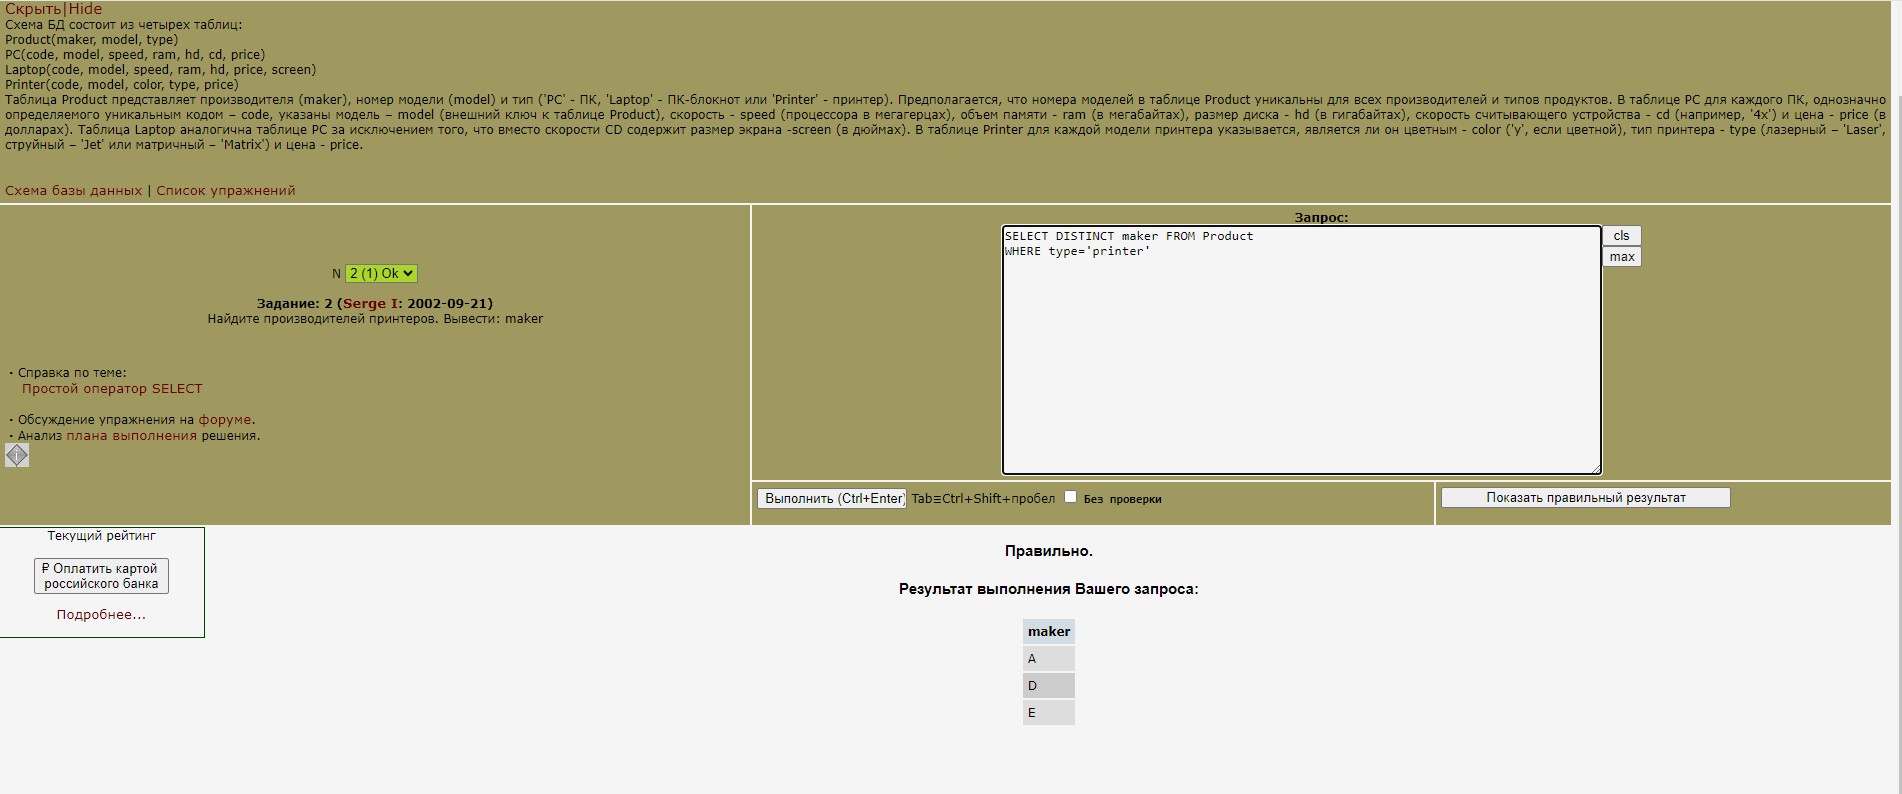 Скрыть|Hide
Схема БД состоит из четырех таблиц:
Product(maker, model, type)
PC(code, model, speed, ram, hd, cd, price)
Laptop(code, model, speed, ram, hd, price, screen)
Printer(code, model, color, type, price)
Таблица Product представляет производителя (maker), номер модели (model) и тип ('PC' - ПК, 'Laptop' - ПК-блокнот или 'Printer' - принтер). Предполагается, что номера моделей в таблице Product уникальны для всех производителей и типов продуктов. В таблице PC для каждого ПК, однозначно
определяемого уникальным кодом – code, указаны модель – model (внешний ключ к таблице Product), скорость - speed (процессора в мегагерцах), объем памяти - ram (в мегабайтах), размер диска - hd (в гигабайтах), скорость считывающего устройства - cd (например, '4x') и цена - price (в
долларах). Таблица Laptop аналогична таблице РС за исключением того, что вместо скорости CD содержит размер экрана -screen (в дюймах). В таблице Printer для каждой модели принтера указывается, является ли он цветным - color ('y', если цветной), тип принтера - type (лазерный – 'Laser',
струйный – 'Jet' или матричный – 'Matrix') и цена - price.
Схема базы данных | Список упражнений
N 2 (1) Ok
Задание: 2 (Serge I: 2002-09-21)
Найдите производителей принтеров. Вывести: maker
· Справка по теме:
Простой оператор SELECT
· Обсуждение упражнения на форуме.
· Анализ плана выполнения решения.
i
Запрос:
SELECT DISTINCT maker FROM Product
WHERE type='printer'
cls
max
Выполнить (Ctrl+Enter) Tab≡Ctrl+Shift+пробел Без проверки
Показать правильный результат
Текущий рейтинг
₽ Оплатить картой
российского банка
Подробнее...
Правильно.
Результат выполнения Вашего запроса:
maker
A
D
E